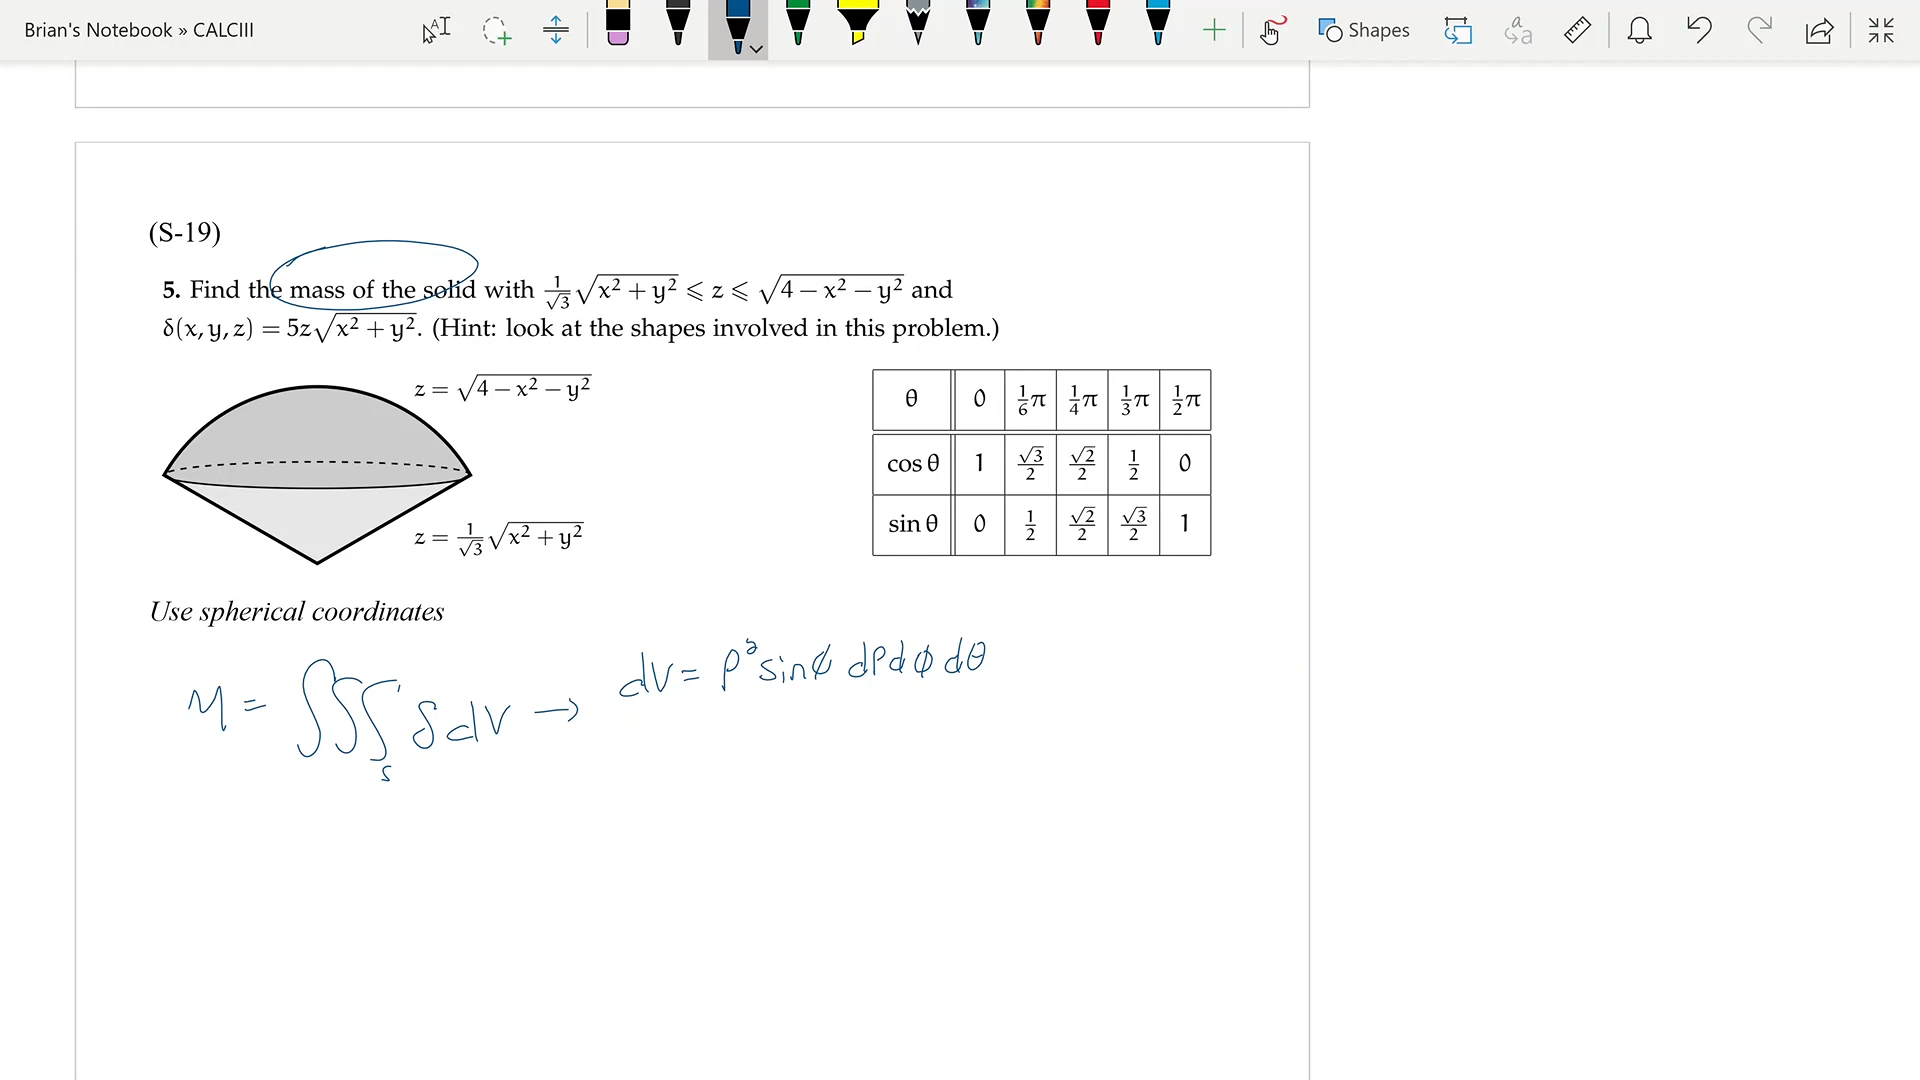 Brian's Notebook » CALCIII
Shapes
(S-19)
5. Find the mass of the solid with 1/√3 √(x² + y²) ⩽ z ⩽ √(4 − x² − y²) and
δ(x, y, z) = 5z√(x² + y²). (Hint: look at the shapes involved in this problem.)
z = √(4 − x² − y²)
z = 1/√3 √(x² + y²)
θ 0 1/6π 1/4π 1/3π 1/2π
cos θ 1 √3/2 √2/2 1/2 0
sin θ 0 1/2 √2/2 √3/2 1
Use spherical coordinates
M = ∭_S δ dV → dV = ρ² sin ϕ dρ dϕ dθ